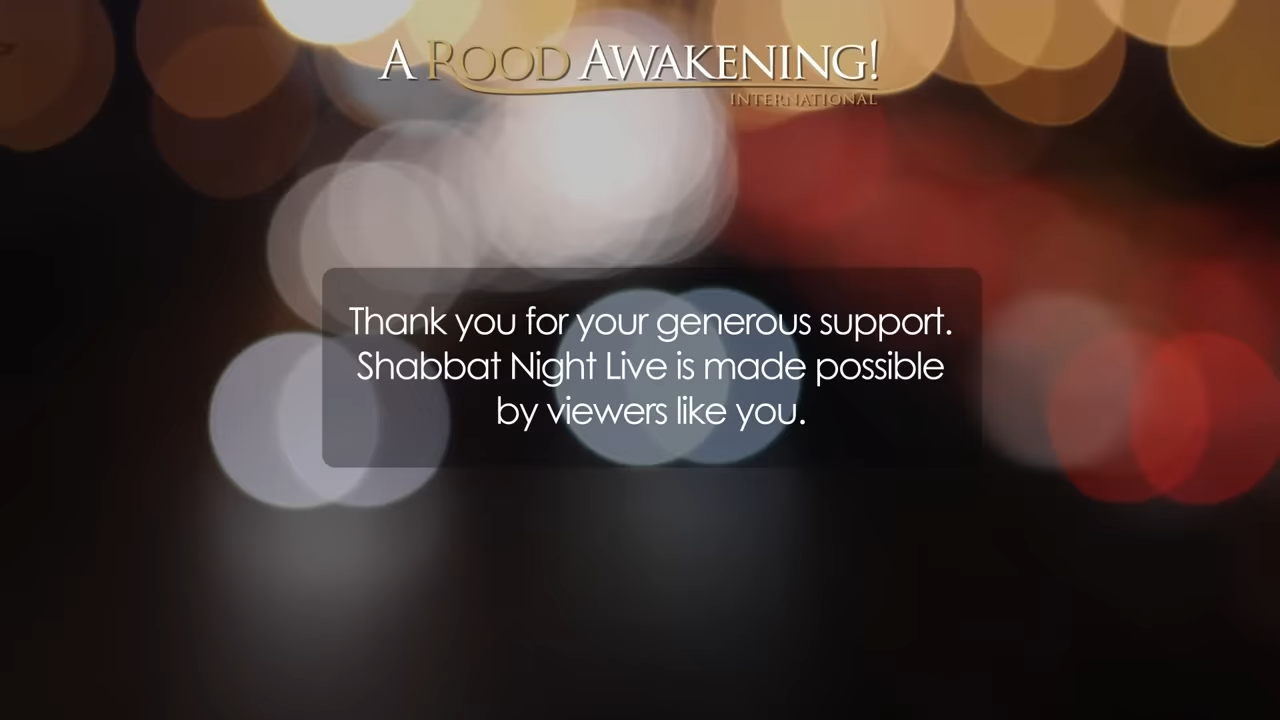 A ROOD AWAKENING!
INTERNATIONAL
Thank you for your generous support.
Shabbat Night Live is made possible
by viewers like you.